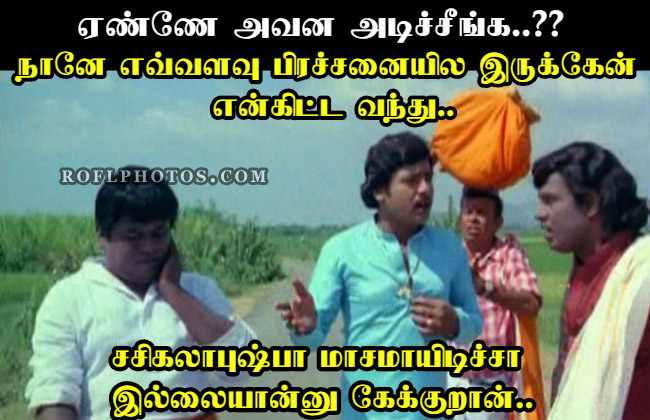 ஏண்ணே அவன அடிச்சீங்க..??
நானே எவ்வளவு பிரச்சனையில இருக்கேன்
என்கிட்ட வந்து..
ROFLPHOTOS.COM
சசிகலாபுஷ்பா மாசமாயிடிச்சா
இல்லையான்னு கேக்குறான்..